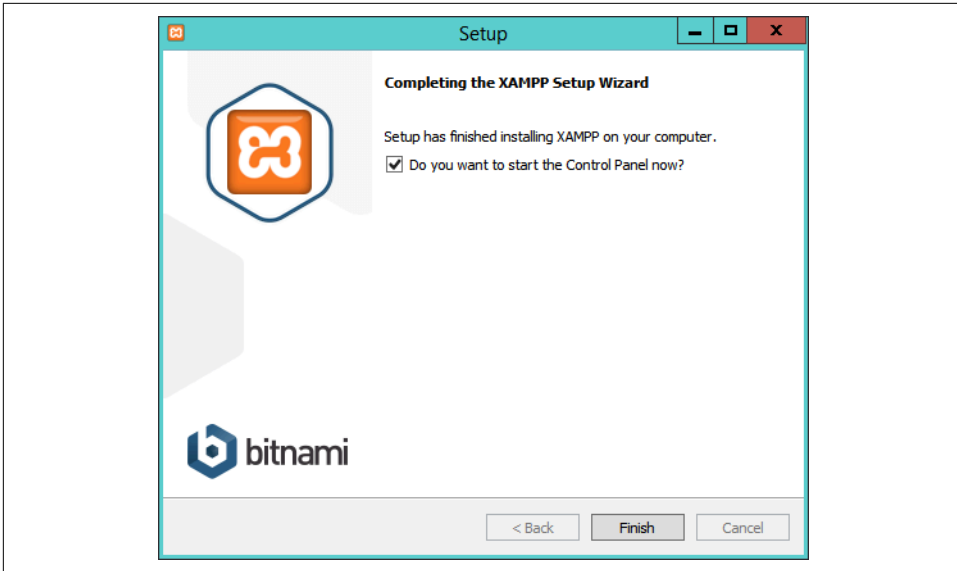 Setup
Completing the XAMPP Setup Wizard
Setup has finished installing XAMPP on your computer.
Do you want to start the Control Panel now?
bitnami
< Back
Finish
Cancel